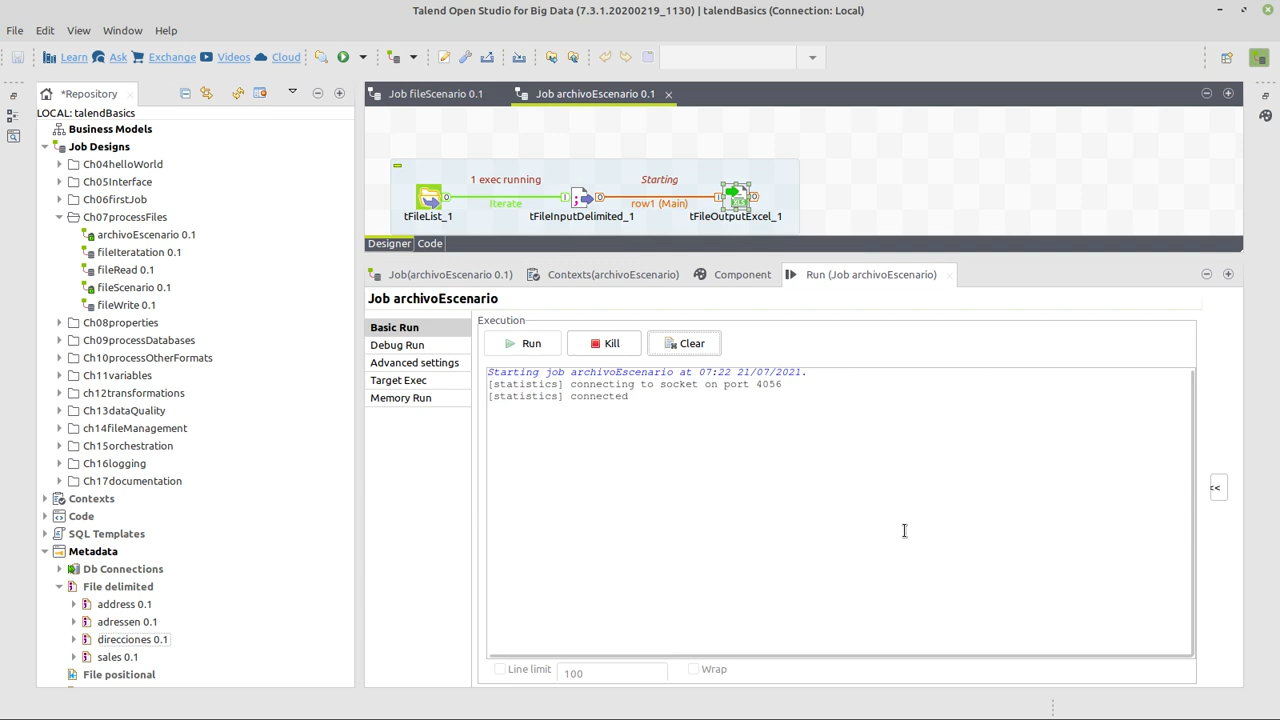 Talend Open Studio for Big Data (7.3.1.20200219_1130) | talendBasics (Connection: Local)
File Edit View Window Help
Learn Ask Exchange Videos Cloud
*Repository
LOCAL: talendBasics
Business Models
Job Designs
Ch04helloWorld
Ch05Interface
Ch06firstJob
Ch07processFiles
archivoEscenario 0.1
fileIteratation 0.1
fileRead 0.1
fileScenario 0.1
fileWrite 0.1
Ch08properties
Ch09processDatabases
Ch10processOtherFormats
Ch11variables
ch12transformations
Ch13dataQuality
ch14fileManagement
Ch15orchestration
Ch16logging
Ch17documentation
Contexts
Code
SQL Templates
Metadata
Db Connections
File delimited
address 0.1
adressen 0.1
direcciones 0.1
sales 0.1
File positional
Job fileScenario 0.1
Job archivoEscenario 0.1
1 exec running
Starting
Iterate
row1 (Main)
tFileList_1
tFileInputDelimited_1
tFileOutputExcel_1
XLS
Designer Code
Job(archivoEscenario 0.1)
Contexts(archivoEscenario)
Component
Run (Job archivoEscenario)
Job archivoEscenario
Basic Run
Debug Run
Advanced settings
Target Exec
Memory Run
Execution
Run
Kill
Clear
Starting job archivoEscenario at 07:22 21/07/2021.
[statistics] connecting to socket on port 4056
[statistics] connected
<<
Line limit
100
Wrap